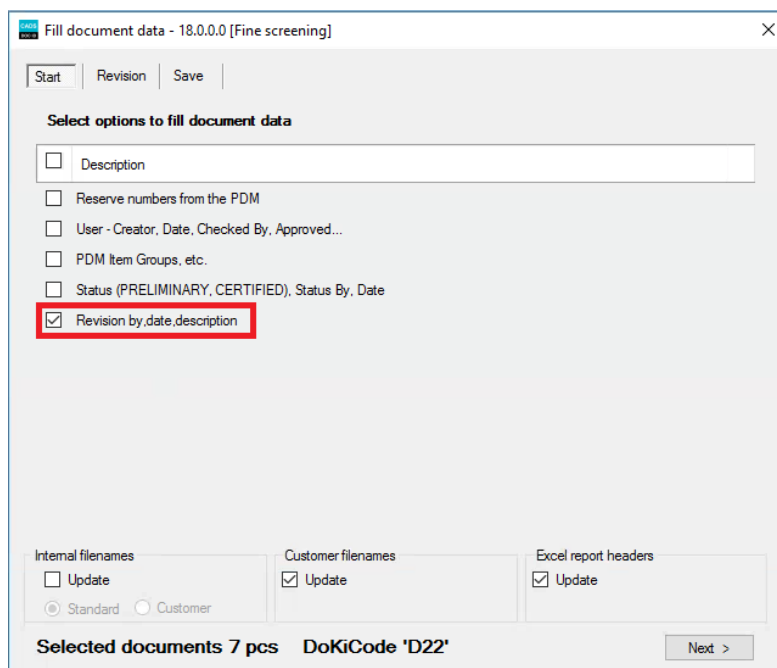 CADS
Fill document data - 18.0.0.0 [Fine screening]
Start Revision Save
Select options to fill document data
Description
Reserve numbers from the PDM
User - Creator, Date, Checked By, Approved...
PDM Item Groups, etc.
Status (PRELIMINARY, CERTIFIED), Status By, Date
Revision by,date,description
Internal filenames Customer filenames Excel report headers
Update Update Update
Standard Customer
Selected documents 7 pcs DoKiCode 'D22' Next >